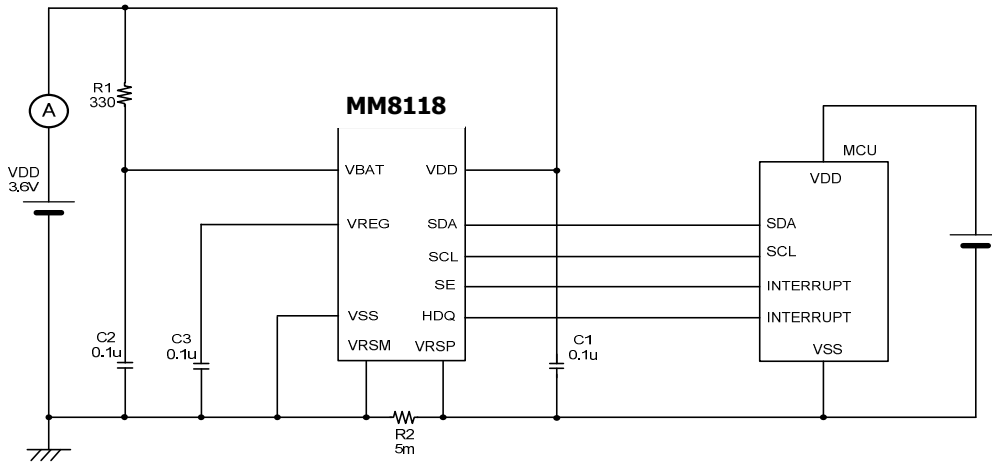 R1
330
MM8118
A
VDD
3.6V
VBAT
VDD
VREG
SDA
SCL
SE
VSS
HDQ
VRSM
VRSP
MCU
VDD
SDA
SCL
INTERRUPT
INTERRUPT
VSS
C2
0.1u
C3
0.1u
C1
0.1u
R2
5m